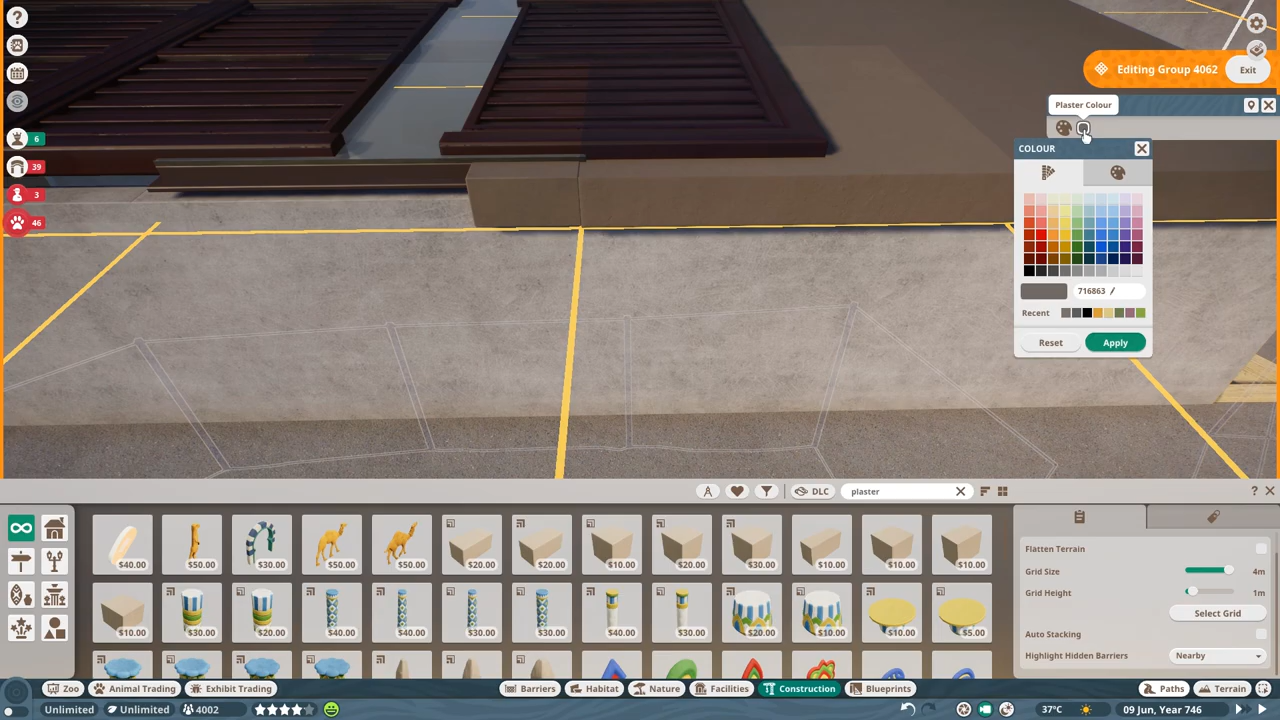 ?
Editing Group 4062
Exit
Plaster Colour
COLOUR
6
39
3
46
716863
Recent
Reset
Apply
DLC
plaster
?
$40.00
$50.00
$30.00
$50.00
$50.00
$20.00
$20.00
$10.00
$20.00
$30.00
$10.00
$10.00
$10.00
$10.00
$30.00
$20.00
$40.00
$40.00
$30.00
$30.00
$40.00
$30.00
$20.00
$10.00
$10.00
$5.00
Flatten Terrain
Grid Size
4m
Grid Height
1m
Select Grid
Auto Stacking
Highlight Hidden Barriers
Nearby
Zoo
Animal Trading
Exhibit Trading
Barriers
Habitat
Nature
Facilities
Construction
Blueprints
Paths
Terrain
Unlimited
Unlimited
4002
37°C
09 Jun, Year 746